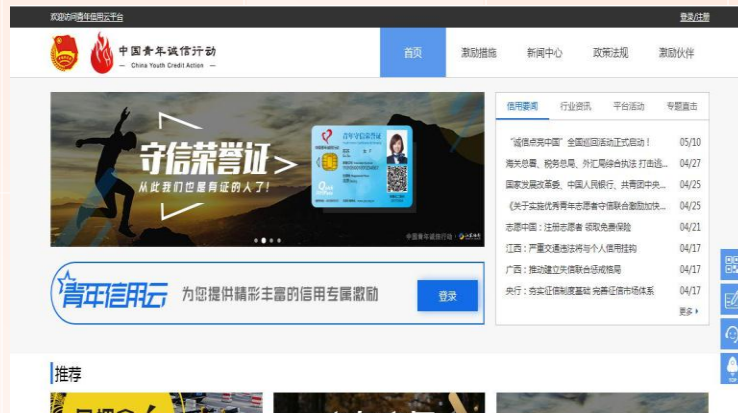 欢迎访问青年信用云平台
登录/注册
中国青年诚信行动
— China Youth Credit Action —
首页
激励措施
新闻中心
政策法规
激励伙伴
守信荣誉证 >
从此我们也是有证的人了!
青年守信荣誉证
中国青年诚信行动
信用要闻
行业资讯
平台活动
专题直击
“诚信点亮中国”全国巡回活动正式启动! 05/10
海关总署、税务总局、外汇局综合执法 打击逃... 04/27
国家发展改革委、中国人民银行、共青团中央... 04/25
《关于实施优秀青年志愿者守信联合激励加快... 04/25
志愿中国:注册志愿者 领取免费保险 04/21
江西:严重交通违法将与个人信用挂钩 04/17
广西:推动建立失信联合惩戒格局 04/17
央行:夯实征信制度基础 完善征信市场体系 04/17
更多
青年信用云
为您提供精彩丰富的信用专属激励
登录
TOP
推荐